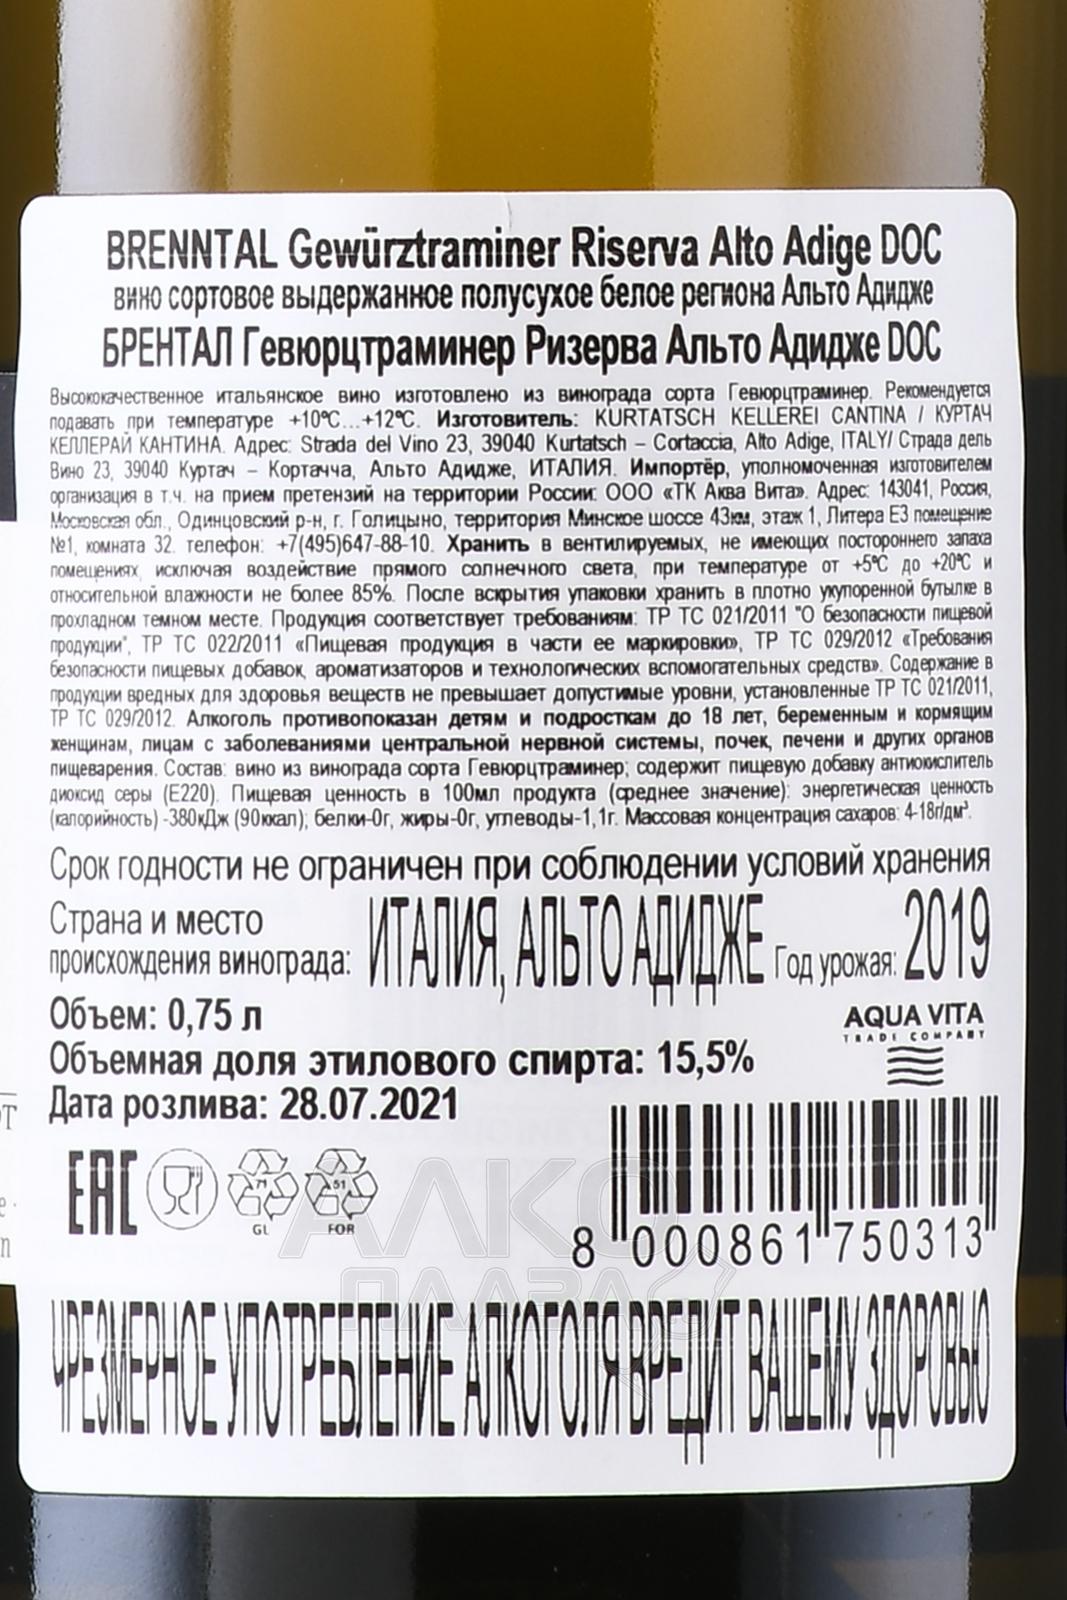 BRENNTAL Gewürztraminer Riserva Alto Adige DOC
вино сортовое выдержанное полусухое белое региона Альто Адидже
БРЕНТАЛ Гевюрцтраминер Ризерва Альто Адидже DOC
Высококачественное итальянское вино изготовлено из винограда сорта Гевюрцтраминер. Рекомендуется
подавать при температуре +10°С...+12°С. Изготовитель: KURTATSCH KELLEREI CANTINA / КУРТАЧ
КЕЛЛЕРАЙ КАНТИНА. Адрес: Strada del Vino 23, 39040 Kurtatsch – Cortaccia, Alto Adige, ITALY/ Страда дель
Вино 23, 39040 Куртач – Кортачча, Альто Адидже, ИТАЛИЯ. Импортёр, уполномоченная изготовителем
организация в т.ч. на прием претензий на территории России: ООО «ТК Аква Вита». Адрес: 143041, Россия,
Московская обл., Одинцовский р-н, г. Голицыно, территория Минское шоссе 43км, этаж 1, Литера Е3 помещение
№1, комната 32. телефон: +7(495)647-88-10. Хранить в вентилируемых, не имеющих постороннего запаха
помещениях, исключая воздействие прямого солнечного света, при температуре от +5°С до +20°С и
относительной влажности не более 85%. После вскрытия упаковки хранить в плотно укупоренной бутылке в
прохладном темном месте. Продукция соответствует требованиям: ТР ТС 021/2011 "О безопасности пищевой
продукции", ТР ТС 022/2011 «Пищевая продукция в части ее маркировки», ТР ТС 029/2012 «Требования
безопасности пищевых добавок, ароматизаторов и технологических вспомогательных средств». Содержание в
продукции вредных для здоровья веществ не превышает допустимые уровни, установленные ТР ТС 021/2011,
ТР ТС 029/2012. Алкоголь противопоказан детям и подросткам до 18 лет, беременным и кормящим
женщинам, лицам с заболеваниями центральной нервной системы, почек, печени и других органов
пищеварения. Состав: вино из винограда сорта Гевюрцтраминер; содержит пищевую добавку антиокислитель
диоксид серы (Е220). Пищевая ценность в 100мл продукта (среднее значение): энергетическая ценность
(калорийность) -380кДж (90ккал); белки-0г, жиры-0г, углеводы-1,1г. Массовая концентрация сахаров: 4-18г/дм³.
Срок годности не ограничен при соблюдении условий хранения
Страна и место
происхождения винограда: ИТАЛИЯ, АЛЬТО АДИДЖЕ Год урожая: 2019
Объем: 0,75 л
AQUA VITA
TRADE COMPANY
Объемная доля этилового спирта: 15,5%
Дата розлива: 28.07.2021
EAC
71
GL
51
FOR
8 000861 750313
АЛКО
ПЛАЗА
ЧРЕЗМЕРНОЕ УПОТРЕБЛЕНИЕ АЛКОГОЛЯ ВРЕДИТ ВАШЕМУ ЗДОРОВЬЮ